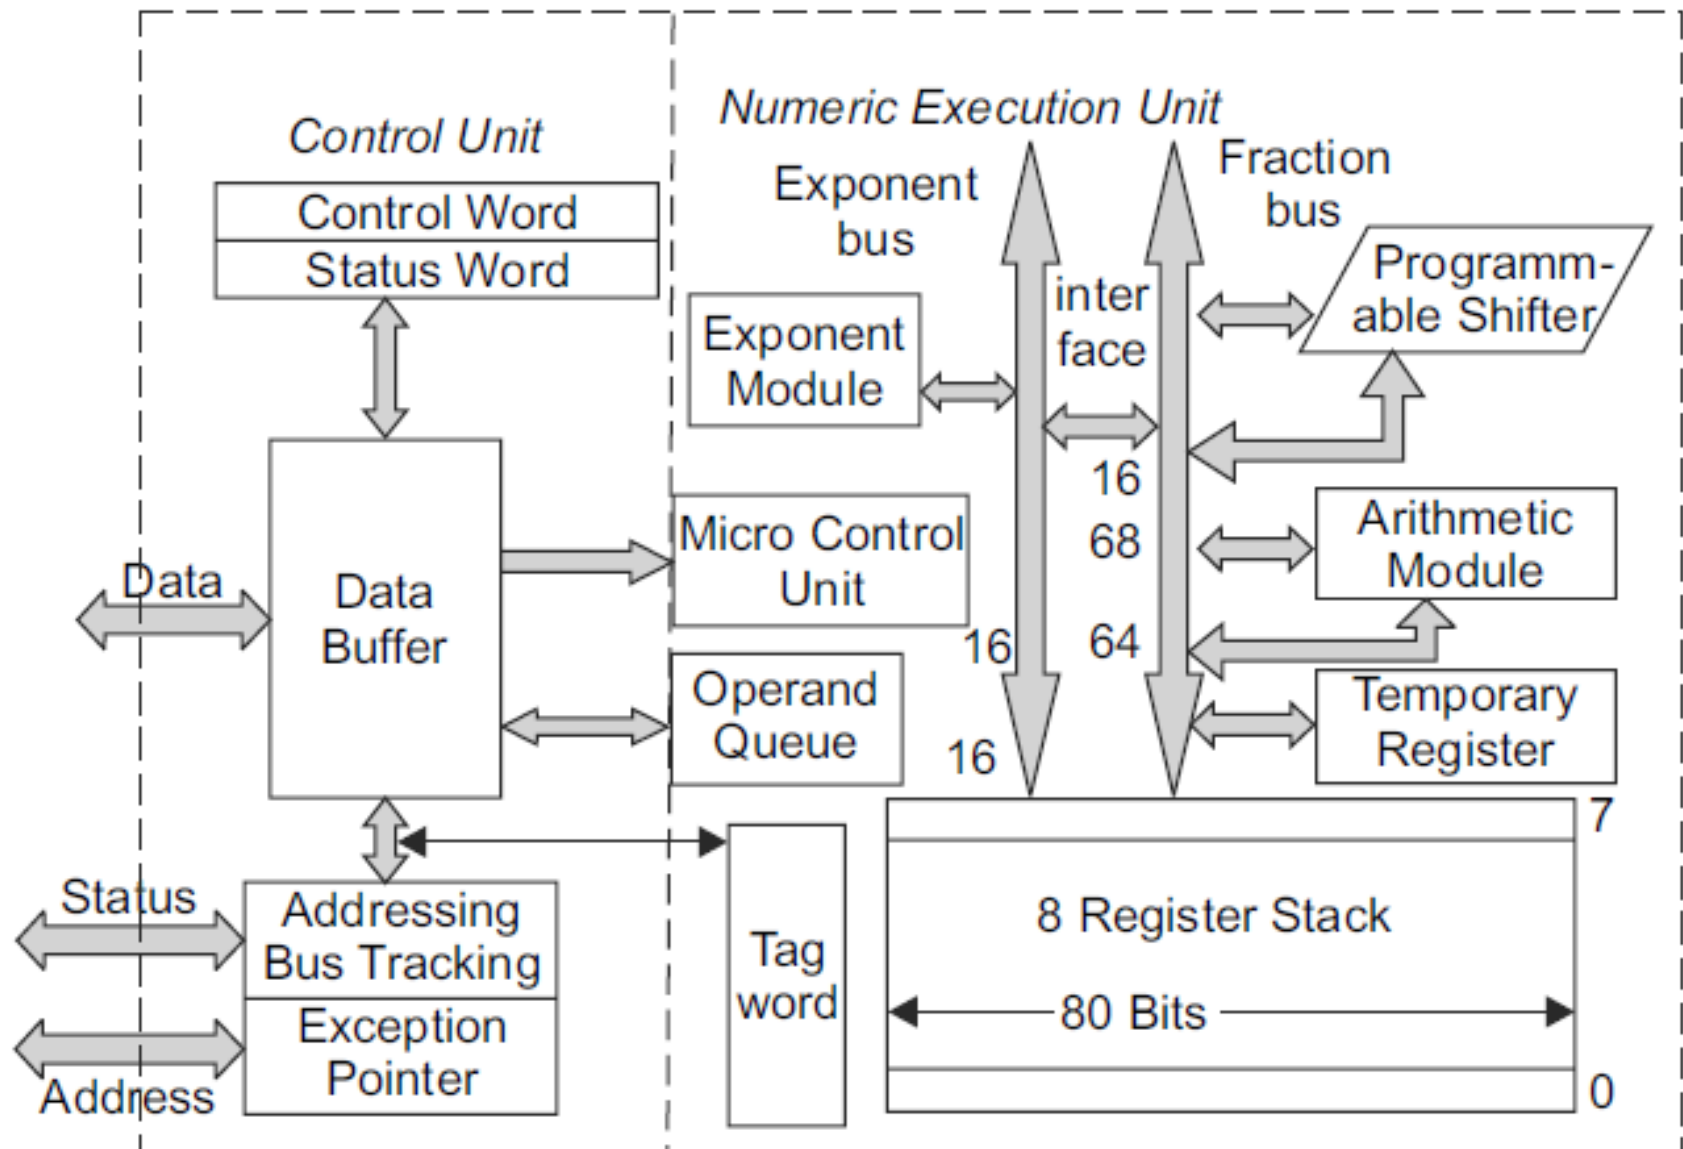 Control Unit
Control Word
Status Word
Data
Data
Buffer
Status
Address
Addressing
Bus Tracking
Exception
Pointer
Numeric Execution Unit
Exponent
bus
Fraction
bus
Exponent
Module
inter
face
Programm-
able Shifter
Micro Control
Unit
16
68
64
16
16
Arithmetic
Module
Operand
Queue
Temporary
Register
Tag
word
7
8 Register Stack
80 Bits
0